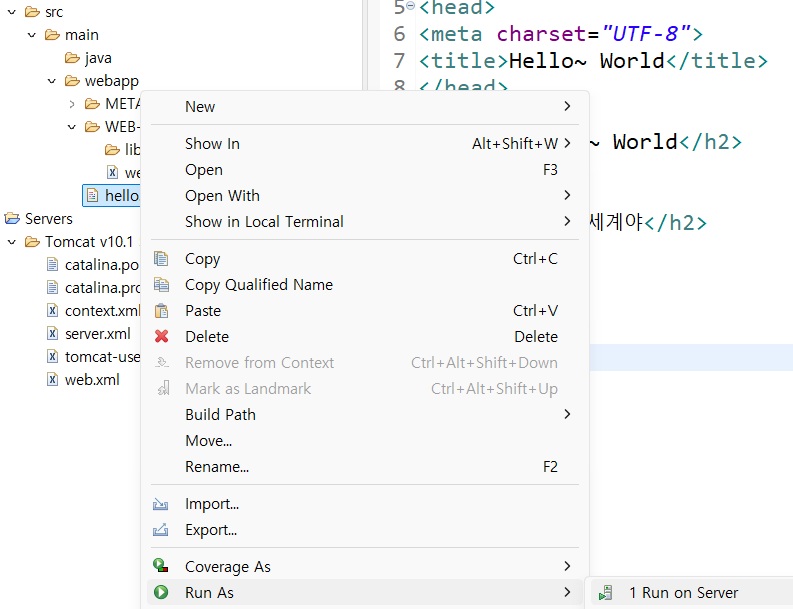 src
main
java
webapp
META
WEB-
lib
we
hello
Servers
Tomcat v10.1
catalina.po
catalina.pro
context.xml
server.xml
tomcat-use
web.xml
5 <head>
6 <meta charset="UTF-8">
7 <title>Hello~ World</title>
8 </head>
~ World</h2>
세계야</h2>
New
Show In Alt+Shift+W
Open F3
Open With
Show in Local Terminal
Copy Ctrl+C
Copy Qualified Name
Paste Ctrl+V
Delete Delete
Remove from Context Ctrl+Alt+Shift+Down
Mark as Landmark Ctrl+Alt+Shift+Up
Build Path
Move...
Rename... F2
Import...
Export...
Coverage As
Run As
1 Run on Server